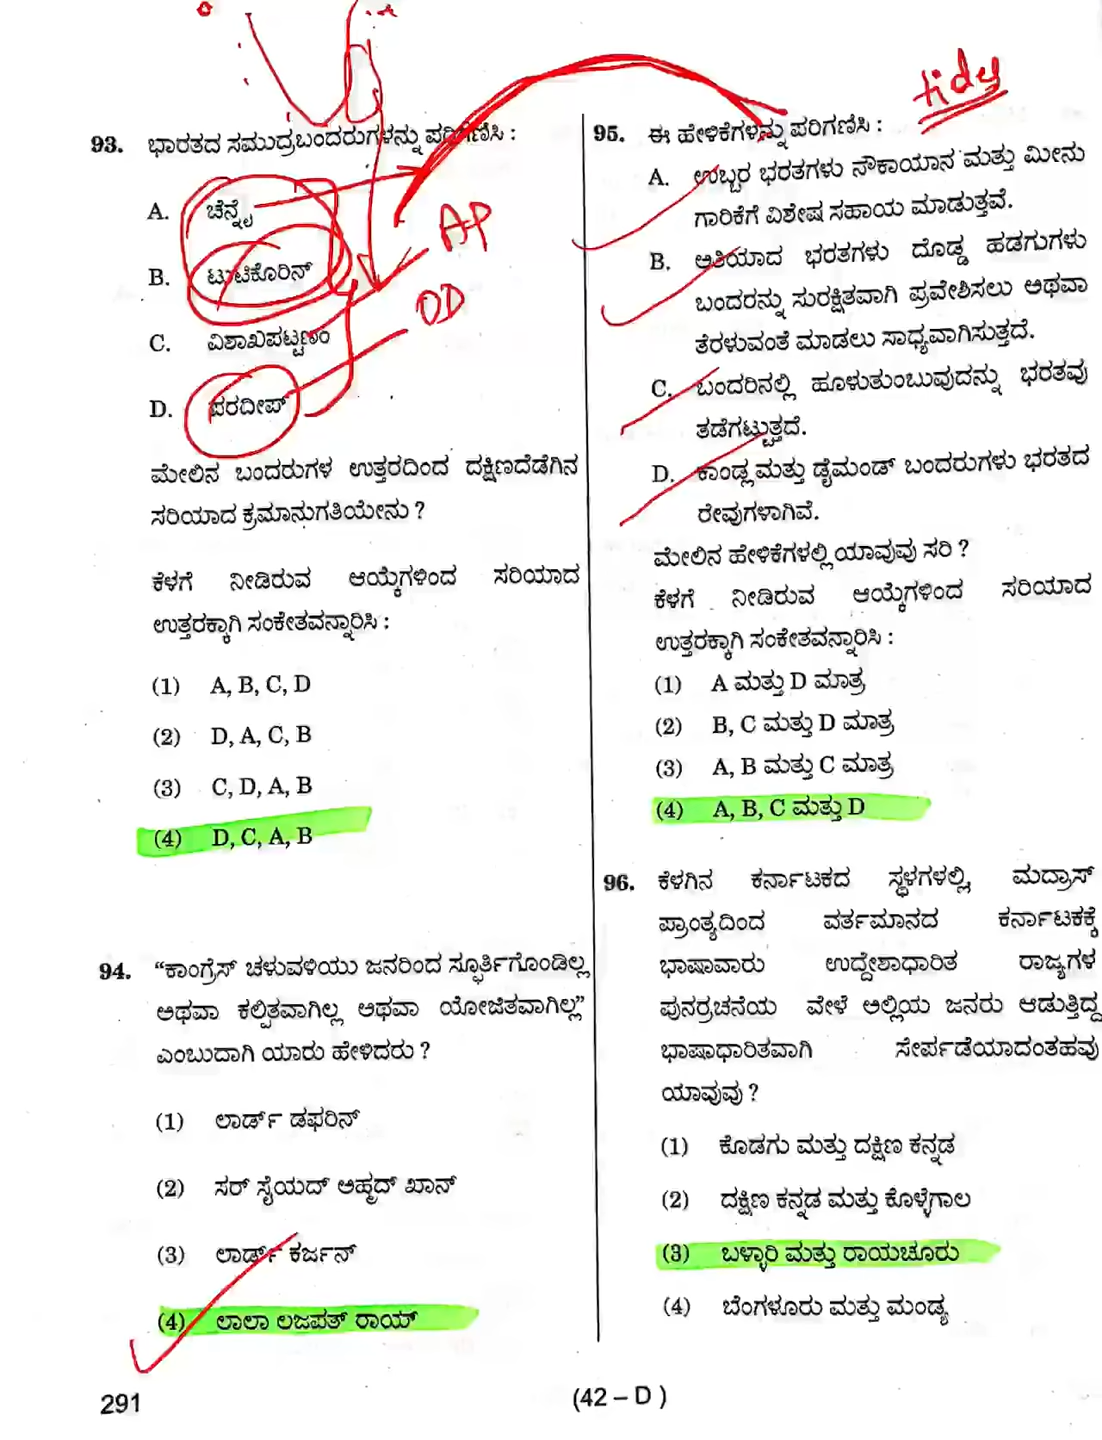 tides
93. ಭಾರತದ ಸಮುದ್ರಬಂದರುಗಳನ್ನು ಪರಿಗಣಿಸಿ :
A. ಚೆನ್ನೈ
B. ಟುಟಿಕೊರಿನ್
C. ವಿಶಾಖಪಟ್ಟಣಂ
D. ಪರದೀಪ್
AP
OD
ಮೇಲಿನ ಬಂದರುಗಳ ಉತ್ತರದಿಂದ ದಕ್ಷಿಣದೆಡೆಗಿನ
ಸರಿಯಾದ ಕ್ರಮಾನುಗತಿಯೇನು ?
ಕೆಳಗೆ ನೀಡಿರುವ ಆಯ್ಕೆಗಳಿಂದ ಸರಿಯಾದ
ಉತ್ತರಕ್ಕಾಗಿ ಸಂಕೇತವನ್ನಾರಿಸಿ :
(1) A, B, C, D
(2) D, A, C, B
(3) C, D, A, B
(4) D, C, A, B
94. “ಕಾಂಗ್ರೆಸ್ ಚಳುವಳಿಯು ಜನರಿಂದ ಸ್ಫೂರ್ತಿಗೊಂಡಿಲ್ಲ
ಅಥವಾ ಕಲ್ಪಿತವಾಗಿಲ್ಲ ಅಥವಾ ಯೋಜಿತವಾಗಿಲ್ಲ”
ಎಂಬುದಾಗಿ ಯಾರು ಹೇಳಿದರು ?
(1) ಲಾರ್ಡ್ ಡಫರಿನ್
(2) ಸರ್ ಸೈಯದ್ ಅಹ್ಮದ್ ಖಾನ್
(3) ಲಾರ್ಡ್ ಕರ್ಜನ್
(4) ಲಾಲಾ ಲಜಪತ್ ರಾಯ್
95. ಈ ಹೇಳಿಕೆಗಳನ್ನು ಪರಿಗಣಿಸಿ :
A. ಉಬ್ಬರ ಭರತಗಳು ನೌಕಾಯಾನ ಮತ್ತು ಮೀನು
ಗಾರಿಕೆಗೆ ವಿಶೇಷ ಸಹಾಯ ಮಾಡುತ್ತವೆ.
B. ಅತಿಯಾದ ಭರತಗಳು ದೊಡ್ಡ ಹಡಗುಗಳು
ಬಂದರನ್ನು ಸುರಕ್ಷಿತವಾಗಿ ಪ್ರವೇಶಿಸಲು ಅಥವಾ
ತೆರಳುವಂತೆ ಮಾಡಲು ಸಾಧ್ಯವಾಗಿಸುತ್ತದೆ.
C. ಬಂದರಿನಲ್ಲಿ ಹೂಳುತುಂಬುವುದನ್ನು ಭರತವು
ತಡೆಗಟ್ಟುತ್ತದೆ.
D. ಕಾಂಡ್ಲ ಮತ್ತು ಡೈಮಂಡ್ ಬಂದರುಗಳು ಭರತದ
ರೇವುಗಳಾಗಿವೆ.
ಮೇಲಿನ ಹೇಳಿಕೆಗಳಲ್ಲಿ ಯಾವುವು ಸರಿ ?
ಕೆಳಗೆ ನೀಡಿರುವ ಆಯ್ಕೆಗಳಿಂದ ಸರಿಯಾದ
ಉತ್ತರಕ್ಕಾಗಿ ಸಂಕೇತವನ್ನಾರಿಸಿ :
(1) A ಮತ್ತು D ಮಾತ್ರ
(2) B, C ಮತ್ತು D ಮಾತ್ರ
(3) A, B ಮತ್ತು C ಮಾತ್ರ
(4) A, B, C ಮತ್ತು D
96. ಕೆಳಗಿನ ಕರ್ನಾಟಕದ ಸ್ಥಳಗಳಲ್ಲಿ, ಮದ್ರಾಸ್
ಪ್ರಾಂತ್ಯದಿಂದ ವರ್ತಮಾನದ ಕರ್ನಾಟಕಕ್ಕೆ
ಭಾಷಾವಾರು ಉದ್ದೇಶಾಧಾರಿತ ರಾಜ್ಯಗಳ
ಪುನರ್ರಚನೆಯ ವೇಳೆ ಅಲ್ಲಿಯ ಜನರು ಆಡುತ್ತಿದ್ದ
ಭಾಷಾಧಾರಿತವಾಗಿ ಸೇರ್ಪಡೆಯಾದಂತಹವು
ಯಾವುವು ?
(1) ಕೊಡಗು ಮತ್ತು ದಕ್ಷಿಣ ಕನ್ನಡ
(2) ದಕ್ಷಿಣ ಕನ್ನಡ ಮತ್ತು ಕೊಳ್ಳೆಗಾಲ
(3) ಬಳ್ಳಾರಿ ಮತ್ತು ರಾಯಚೂರು
(4) ಬೆಂಗಳೂರು ಮತ್ತು ಮಂಡ್ಯ
291
(42 – D )